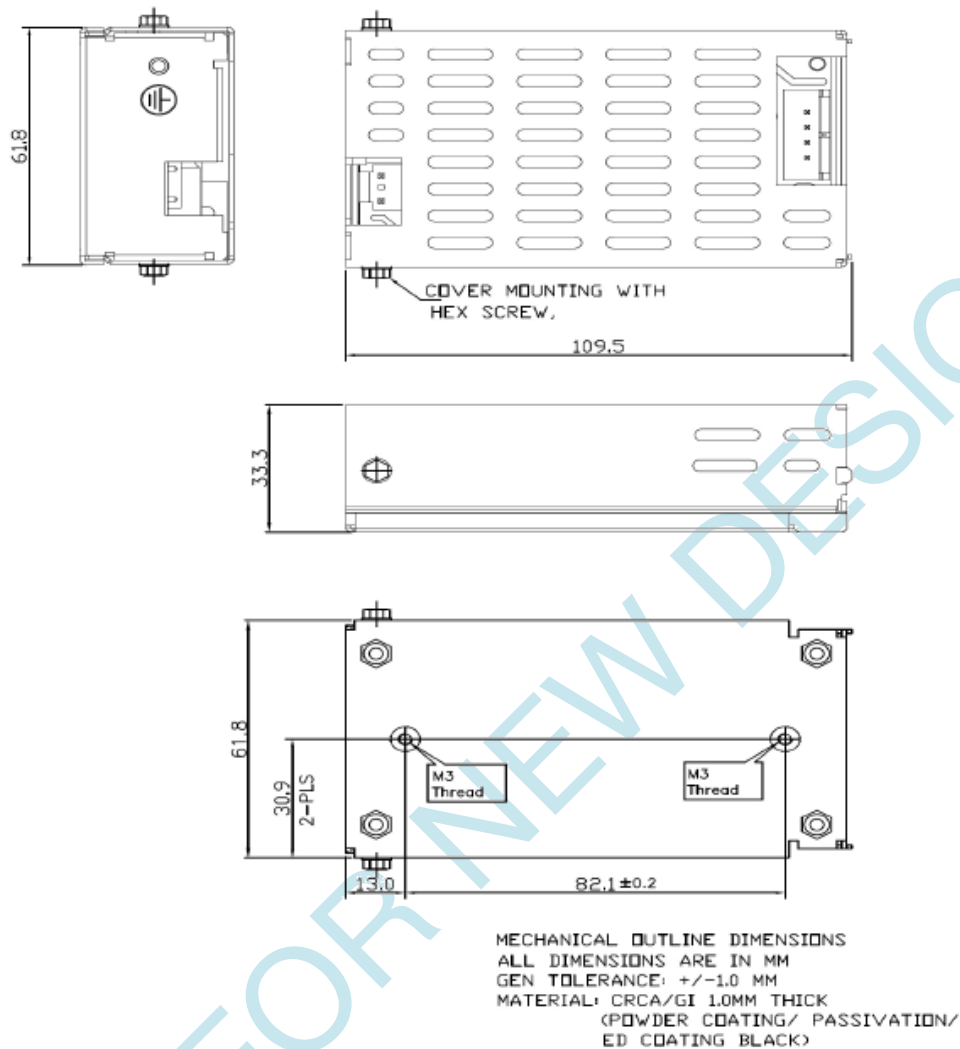 61.8
COVER MOUNTING WITH
HEX SCREW,
109.5
33.3
61.8
30.9
2-PLS
M3
Thread
M3
Thread
13.0
82.1±0.2
MECHANICAL OUTLINE DIMENSIONS
ALL DIMENSIONS ARE IN MM
GEN TOLERANCE: +/-1.0 MM
MATERIAL: CRCA/GI 1.0MM THICK
(POWDER COATING/ PASSIVATION/
ED COATING BLACK)
FOR NEW DESIG